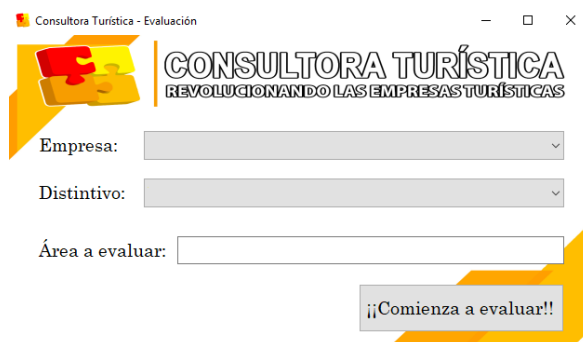 Consultora Turística - Evaluación
CONSULTORA TURÍSTICA
REVOLUCIONANDO LAS EMPRESAS TURÍSTICAS
Empresa:
Distintivo:
Área a evaluar:
¡¡Comienza a evaluar!!